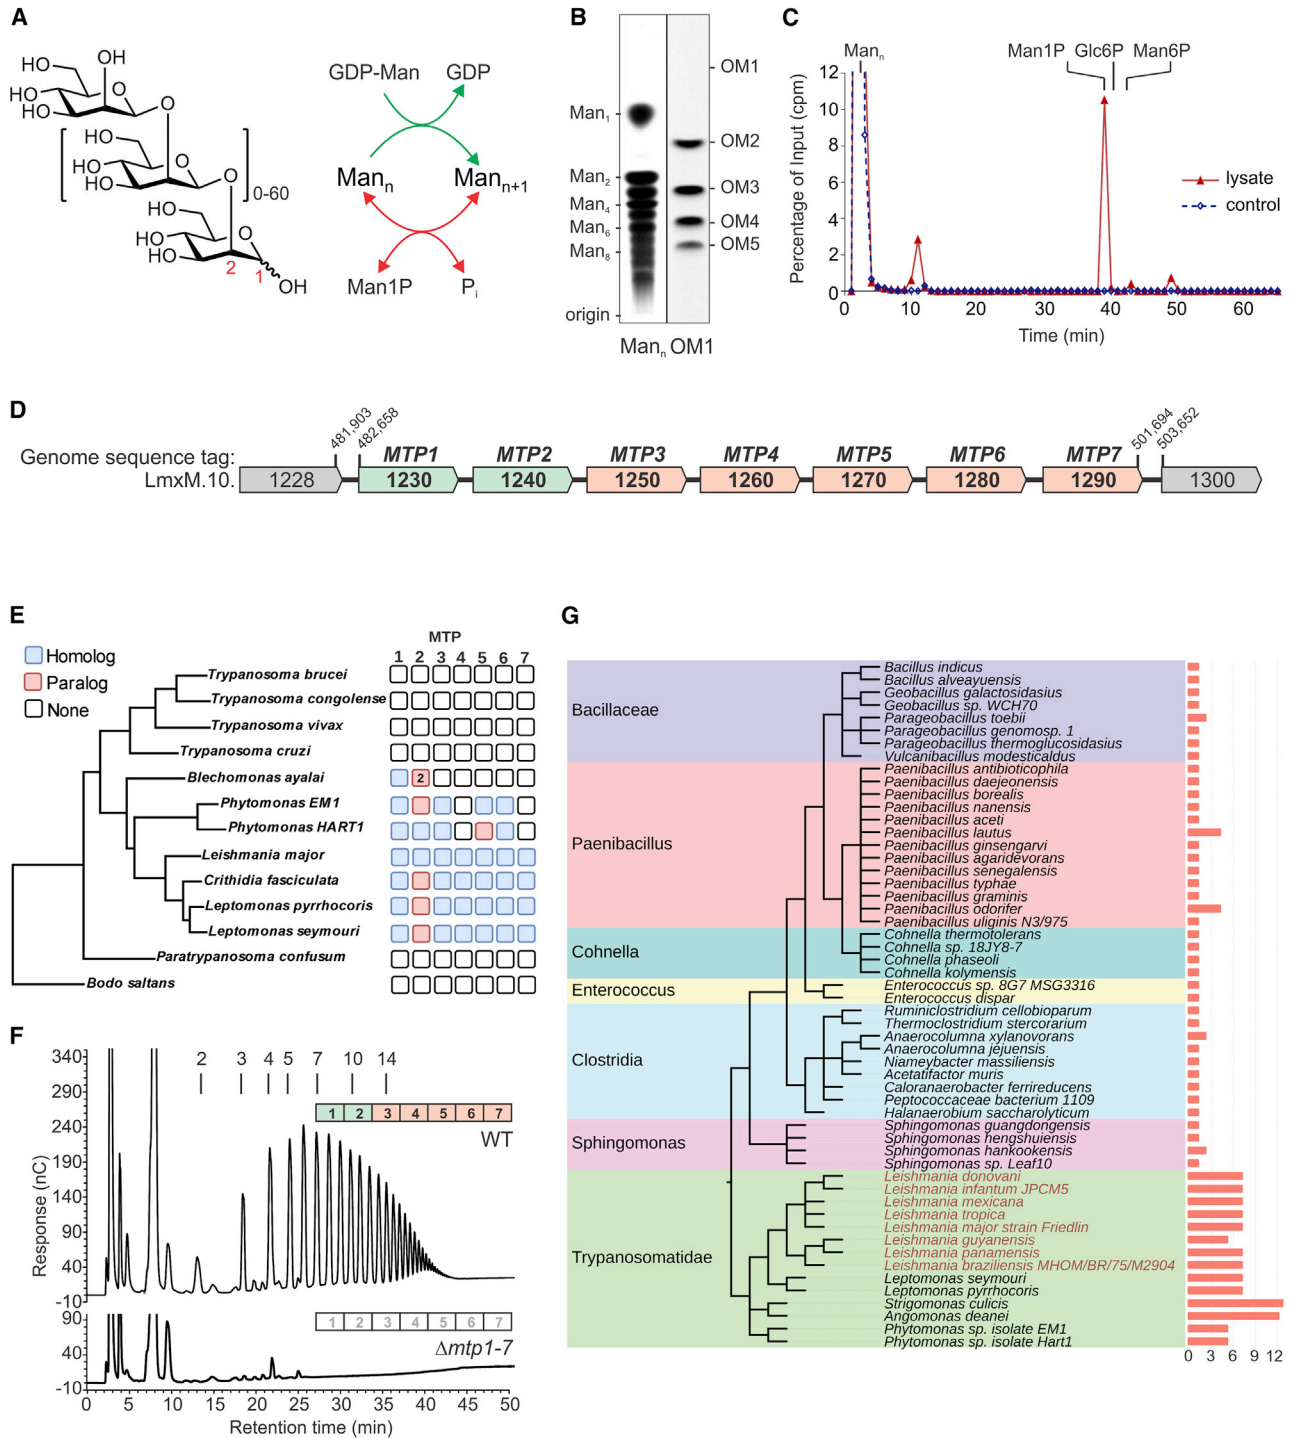 A
HO
OH
HO
HO
HO
O
O
HO
O
HO
HO
O
O
0-60
HO
O
HO
HO
2
1
OH
GDP-Man
GDP
Manₙ
Manₙ₊₁
Man1P
Pᵢ
B
Man₁
Man₂
Man₄
Man₆
Man₈
origin
OM1
OM2
OM3
OM4
OM5
Manₙ OM1
C
Manₙ
Man1P Glc6P Man6P
Percentage of Input (cpm)
12
10
8
6
4
2
0
0 10 20 30 40 50 60
Time (min)
lysate
control
D
481,903
482,658
501,694
503,652
Genome sequence tag:
MTP1 MTP2 MTP3 MTP4 MTP5 MTP6 MTP7
LmxM.10.
1228 1230 1240 1250 1260 1270 1280 1290 1300
E
Homolog
Paralog
None
MTP
1 2 3 4 5 6 7
Trypanosoma brucei
Trypanosoma congolense
Trypanosoma vivax
Trypanosoma cruzi
Blechomonas ayalai
2
Phytomonas EM1
Phytomonas HART1
Leishmania major
Crithidia fasciculata
Leptomonas pyrrhocoris
Leptomonas seymouri
Paratrypanosoma confusum
Bodo saltans
F
Response (nC)
340
290
240
190
140
90
40
-10
2 3 4 5 7 10 14
1 2 3 4 5 6 7
WT
90
40
-10
1 2 3 4 5 6 7
Δmtp1-7
0 5 10 15 20 25 30 35 40 45 50
Retention time (min)
G
Bacillaceae
Bacillus indicus
Bacillus alveayuensis
Geobacillus galactosidasius
Geobacillus sp. WCH70
Parageobacillus toebii
Parageobacillus genomosp. 1
Parageobacillus thermoglucosidasius
Vulcanibacillus modesticaldus
Paenibacillus
Paenibacillus antibioticophila
Paenibacillus daejeonensis
Paenibacillus borealis
Paenibacillus nanensis
Paenibacillus aceti
Paenibacillus lautus
Paenibacillus ginsengarvi
Paenibacillus agaridevorans
Paenibacillus senegalensis
Paenibacillus typhae
Paenibacillus graminis
Paenibacillus odorifer
Paenibacillus uliginis N3/975
Cohnella
Cohnella thermotolerans
Cohnella sp. 18JY8-7
Cohnella phaseoli
Cohnella kolymensis
Enterococcus
Enterococcus sp. 8G7 MSG3316
Enterococcus dispar
Clostridia
Ruminiclostridium cellobioparum
Thermoclostridium stercorarium
Anaerocolumna xylanovorans
Anaerocolumna jejuensis
Niameybacter massiliensis
Acetatifactor muris
Caloranaerobacter ferrireducens
Peptococcaceae bacterium 1109
Halanaerobium saccharolyticum
Sphingomonas
Sphingomonas guangdongensis
Sphingomonas hengshuiensis
Sphingomonas hankookensis
Sphingomonas sp. Leaf10
Trypanosomatidae
Leishmania donovani
Leishmania infantum JPCM5
Leishmania mexicana
Leishmania tropica
Leishmania major strain Friedlin
Leishmania guyanensis
Leishmania panamensis
Leishmania braziliensis MHOM/BR/75/M2904
Leptomonas seymouri
Leptomonas pyrrhocoris
Strigomonas culicis
Angomonas deanei
Phytomonas sp. isolate EM1
Phytomonas sp. isolate Hart1
0 3 6 9 12